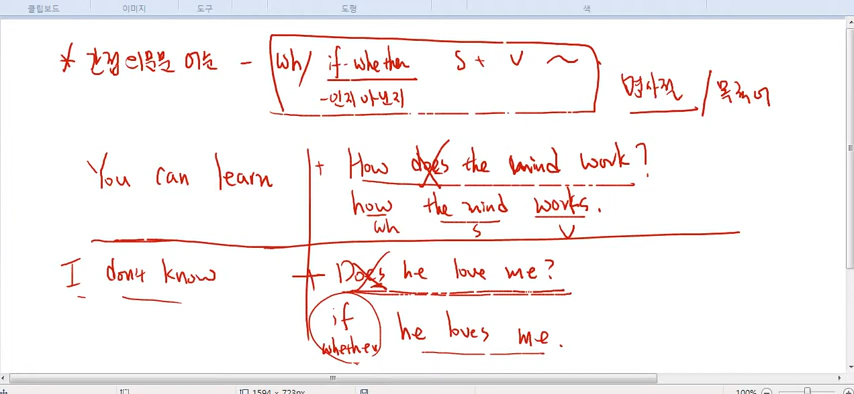 클립보드 이미지 도구 도형 색
* 간접의문문 어순 - wh/ if·whether S + V ~
-인지 아닌지 명사절 / 목적어
You can learn + How does the mind work?
how the mind works.
wh S V
I don't know + Does he love me?
if
whether he loves me.
1594 × 723px 100%